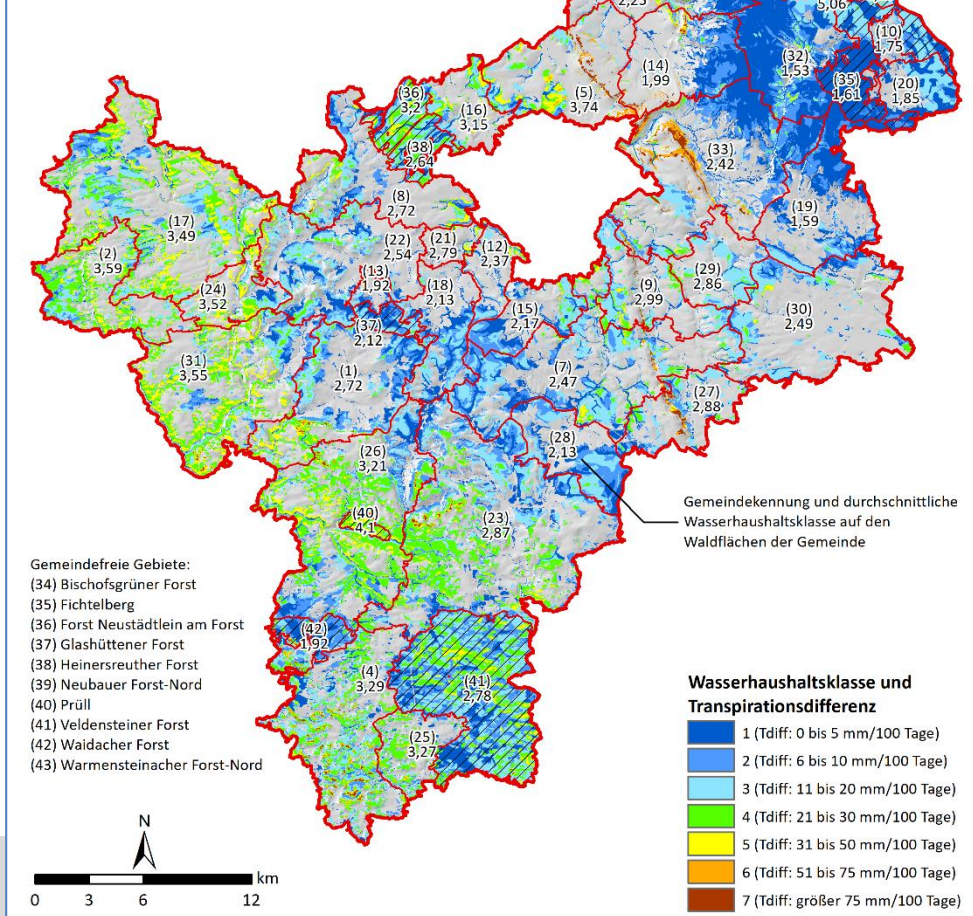 2,25
5,06
(10)
1,75
(32)
1,53
(14)
1,99
(35)
1,61
(20)
1,85
(5)
3,74
(36)
3,2
(16)
3,15
(38)
2,64
(33)
2,42
(8)
2,72
(19)
1,59
(17)
3,49
(2)
3,59
(22)
2,54
(21)
2,79
(12)
2,37
(13)
1,92
(18)
2,13
(29)
2,86
(9)
2,99
(24)
3,52
(15)
2,17
(30)
2,49
(37)
2,12
(31)
3,55
(1)
2,72
(7)
2,47
(27)
2,88
(28)
2,13
(26)
3,21
(40)
4,1
(23)
2,87
Gemeindekennung und durchschnittliche
Wasserhaushaltsklasse auf den
Waldflächen der Gemeinde
Gemeindefreie Gebiete:
(34) Bischofsgrüner Forst
(35) Fichtelberg
(36) Forst Neustädtlein am Forst
(37) Glashüttener Forst
(38) Heinersreuther Forst
(39) Neubauer Forst-Nord
(40) Prüll
(41) Veldensteiner Forst
(42) Waidacher Forst
(43) Warmensteinacher Forst-Nord
(42)
1,92
(4)
3,29
(41)
2,78
(25)
3,27
Wasserhaushaltsklasse und
Transpirationsdifferenz
1 (Tdiff: 0 bis 5 mm/100 Tage)
2 (Tdiff: 6 bis 10 mm/100 Tage)
3 (Tdiff: 11 bis 20 mm/100 Tage)
4 (Tdiff: 21 bis 30 mm/100 Tage)
5 (Tdiff: 31 bis 50 mm/100 Tage)
6 (Tdiff: 51 bis 75 mm/100 Tage)
7 (Tdiff: größer 75 mm/100 Tage)
N
km
0 3 6 12